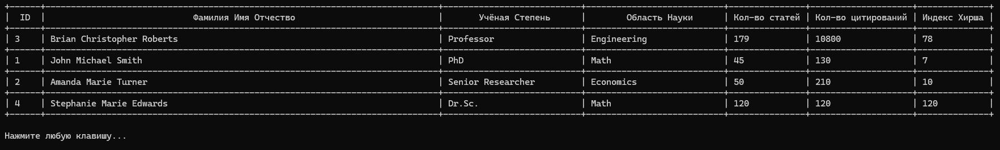 ID Фамилия Имя Отчество Учёная Степень Область Науки Кол-во статей Кол-во цитирований Индекс Хирша
3 Brian Christopher Roberts Professor Engineering 179 10800 78
1 John Michael Smith PhD Math 45 130 7
2 Amanda Marie Turner Senior Researcher Economics 50 210 10
4 Stephanie Marie Edwards Dr.Sc. Math 120 120 120
Нажмите любую клавишу...